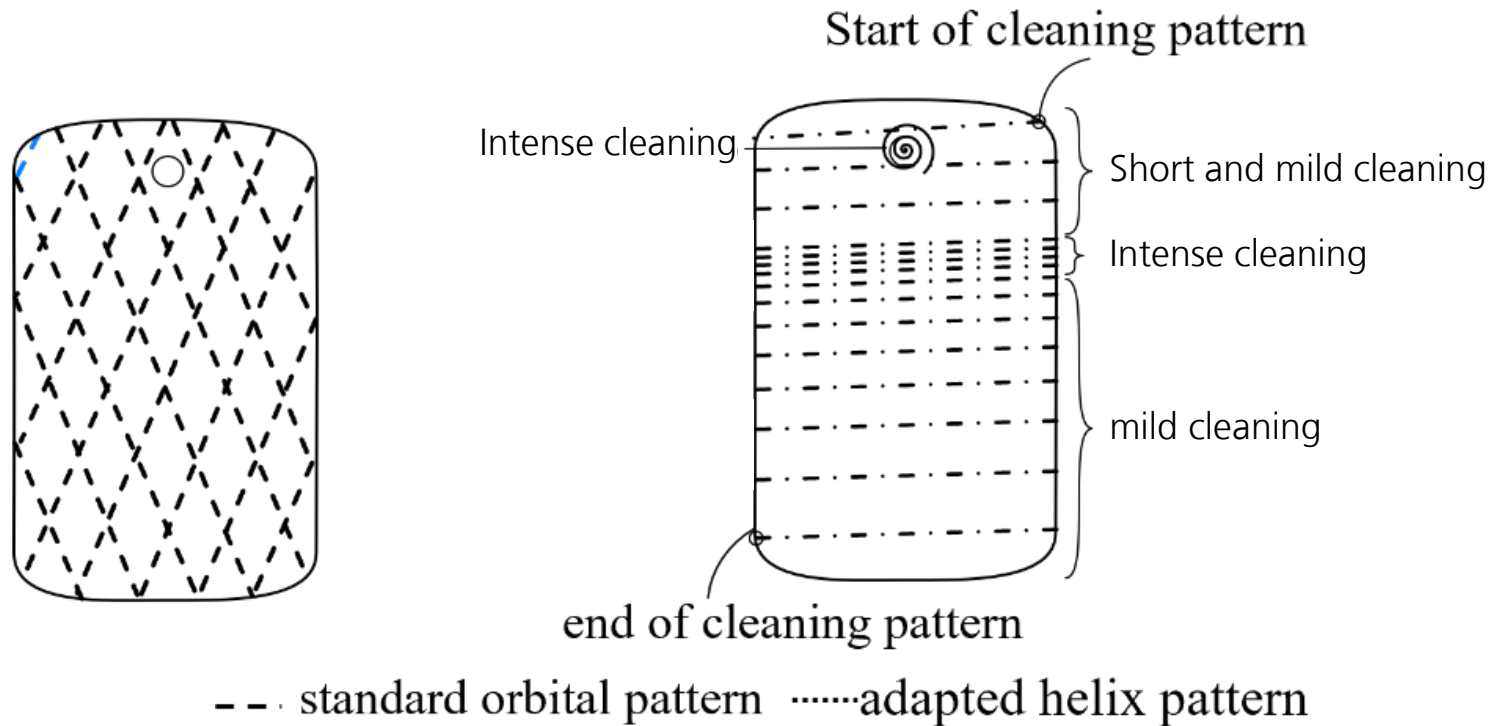 Start of cleaning pattern
Intense cleaning
Short and mild cleaning
Intense cleaning
mild cleaning
end of cleaning pattern
standard orbital pattern
adapted helix pattern